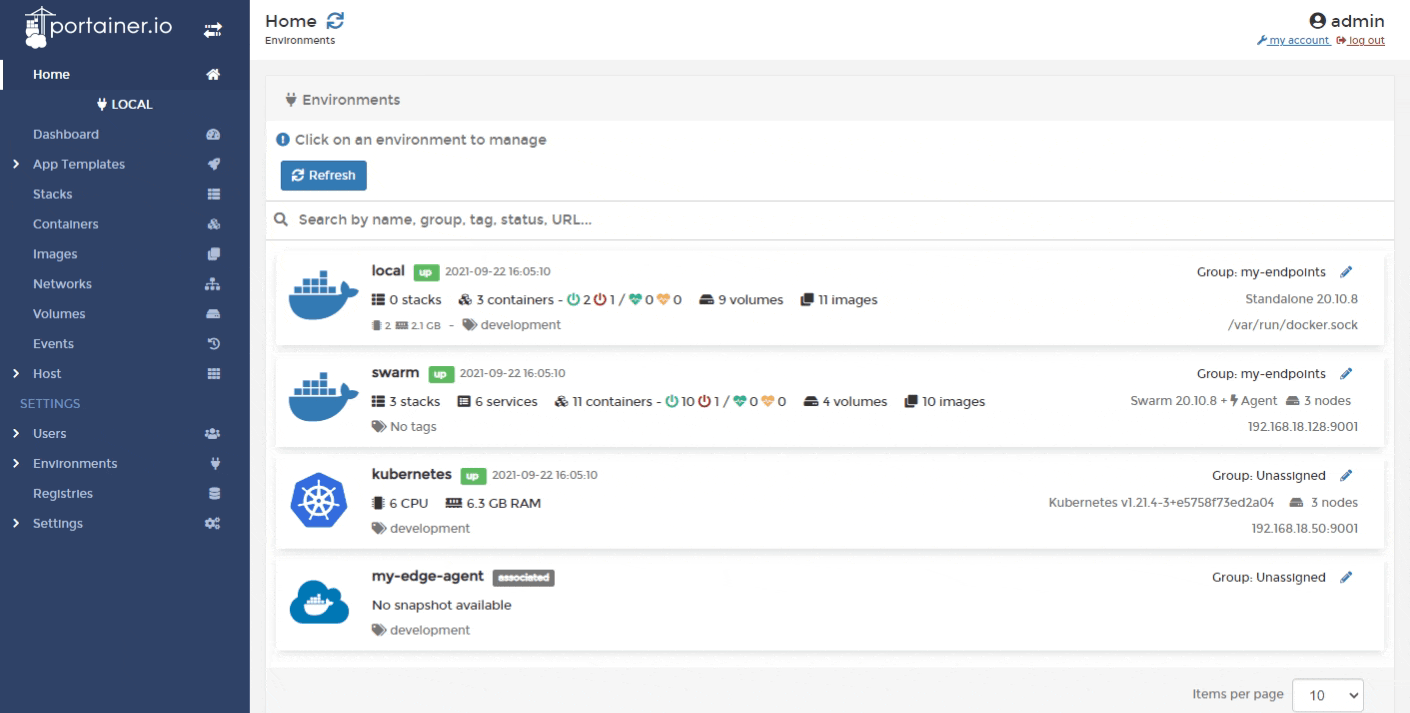 portainer.io
Home
LOCAL
Dashboard
App Templates
Stacks
Containers
Images
Networks
Volumes
Events
Host
SETTINGS
Users
Environments
Registries
Settings
Home
Environments
admin
my account log out
Environments
Click on an environment to manage
Refresh
Search by name, group, tag, status, URL...
local up 2021-09-22 16:05:10 Group: my-endpoints
0 stacks 3 containers - 2 1 / 0 0 9 volumes 11 images Standalone 20.10.8
2 2.1 GB - development /var/run/docker.sock
swarm up 2021-09-22 16:05:10 Group: my-endpoints
3 stacks 6 services 11 containers - 10 1 / 0 0 4 volumes 10 images Swarm 20.10.8 + Agent 3 nodes
No tags 192.168.18.128:9001
kubernetes up 2021-09-22 16:05:10 Group: Unassigned
6 CPU 6.3 GB RAM Kubernetes v1.21.4-3+e5758f73ed2a04 3 nodes
development 192.168.18.50:9001
my-edge-agent associated Group: Unassigned
No snapshot available
development
Items per page 10